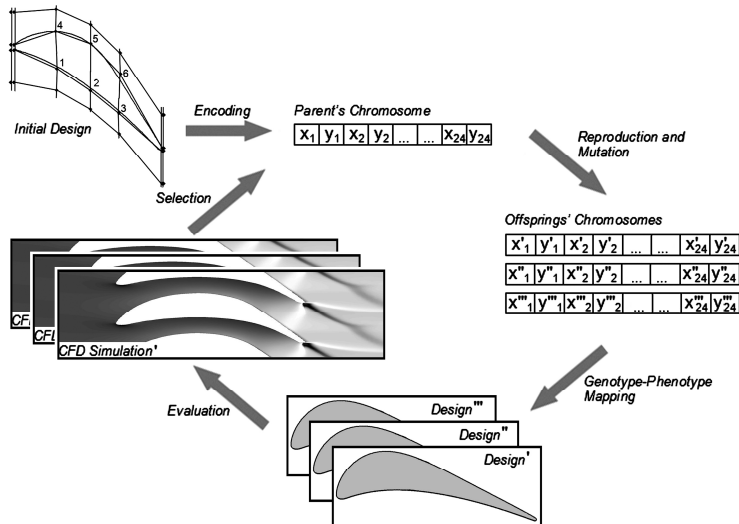 4
5
6
1
2
3
Initial Design
Encoding
Parent's Chromosome
x1 y1 x2 y2 ... ... x24 y24
Reproduction and
Mutation
Selection
Offsprings' Chromosomes
x'1 y'1 x'2 y'2 ... ... x'24 y'24
x"1 y"1 x"2 y"2 ... ... x"24 y"24
x'''1 y'''1 x'''2 y'''2 ... ... x'''24 y'''24
CFD Simulation'
Genotype-Phenotype
Mapping
Evaluation
Design'''
Design"
Design'